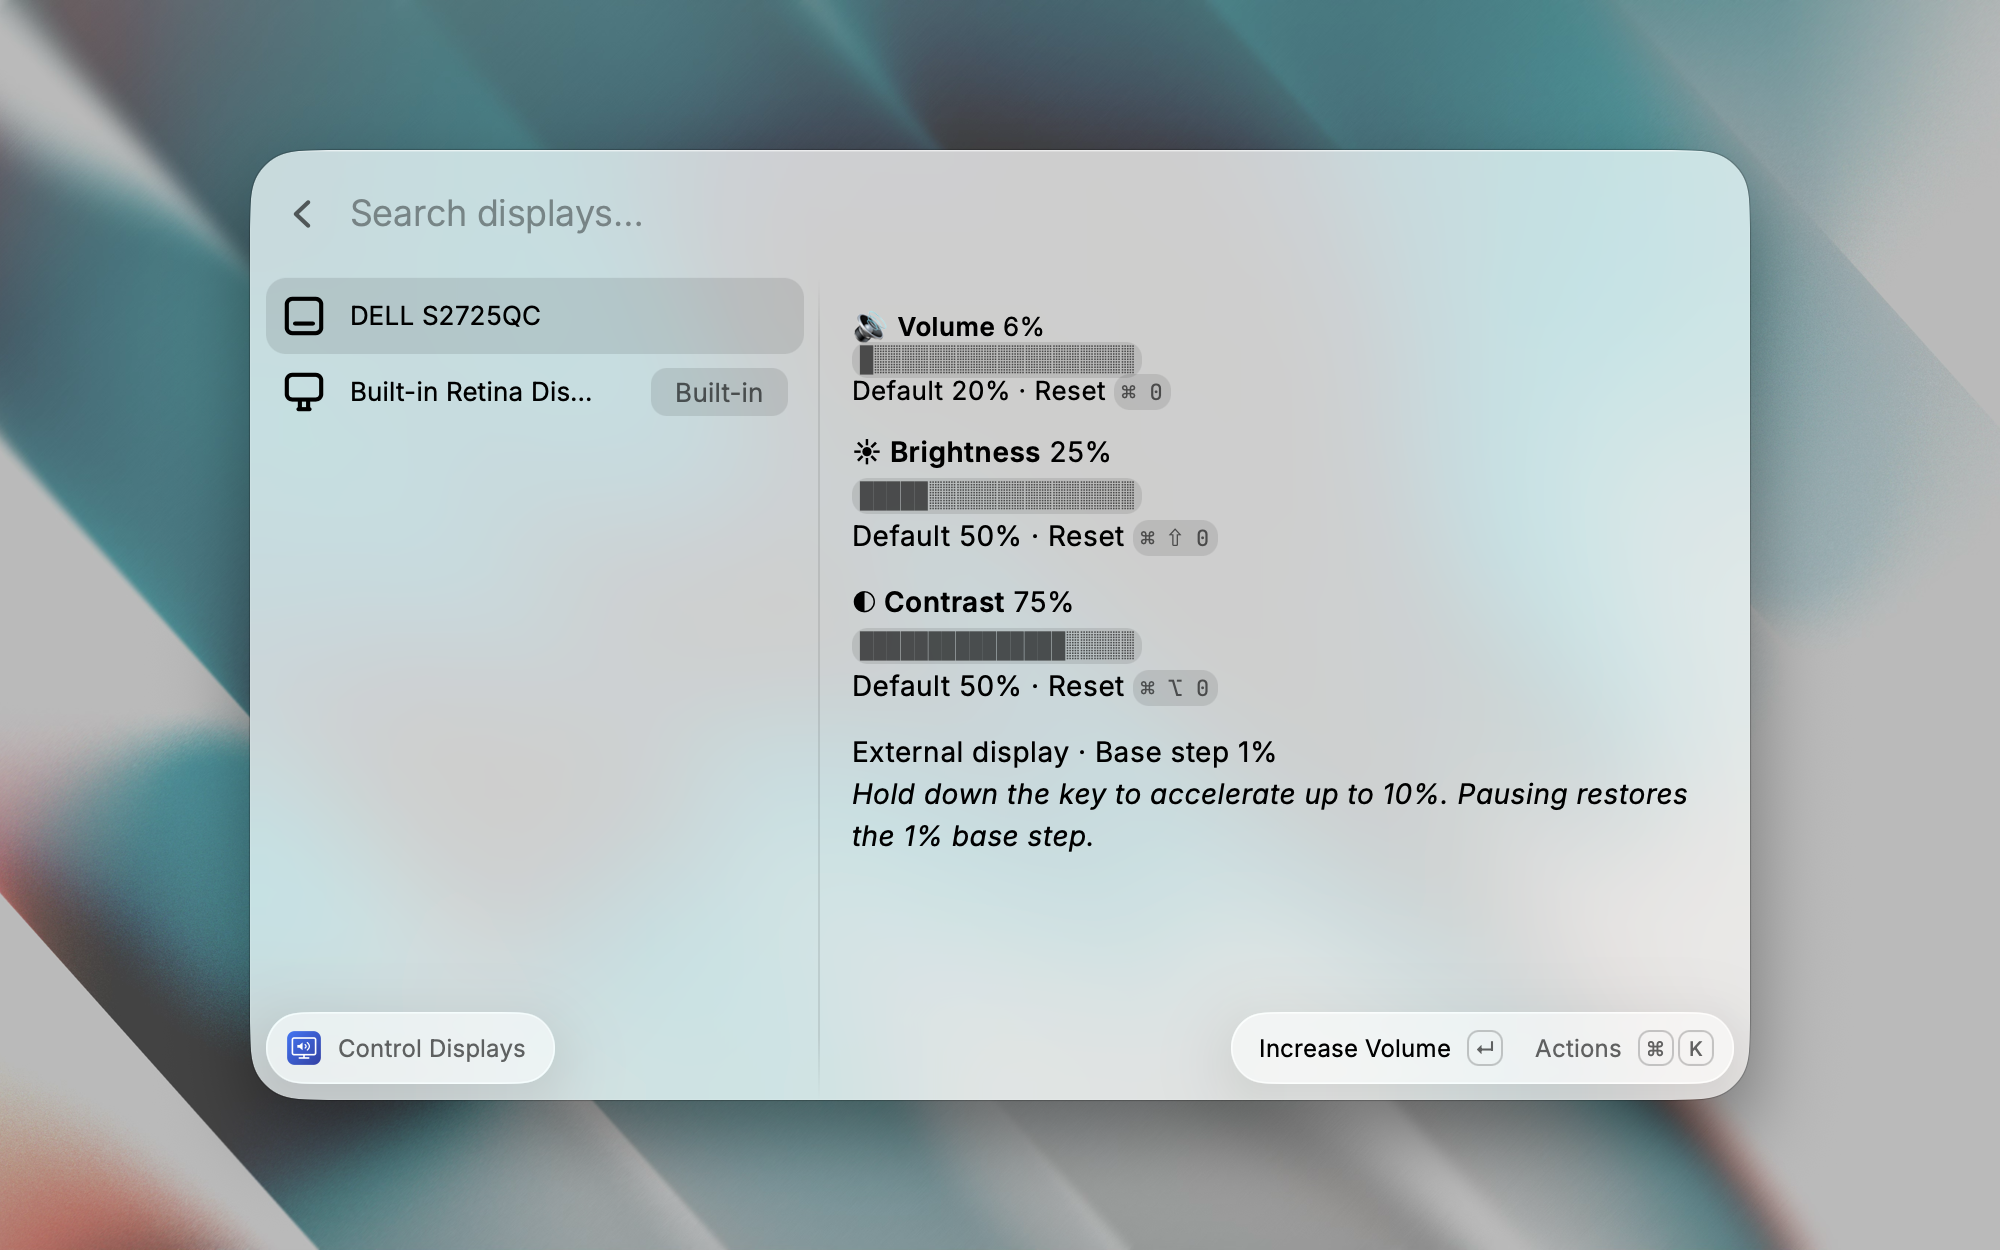 Search displays...
DELL S2725QC
Built-in Retina Dis... Built-in
🔊 Volume 6%
Default 20% · Reset ⌘ 0
☀ Brightness 25%
Default 50% · Reset ⌘ ⇧ 0
◐ Contrast 75%
Default 50% · Reset ⌘ ⌥ 0
External display · Base step 1%
Hold down the key to accelerate up to 10%. Pausing restores
the 1% base step.
Control Displays
Increase Volume ↵ Actions ⌘ K